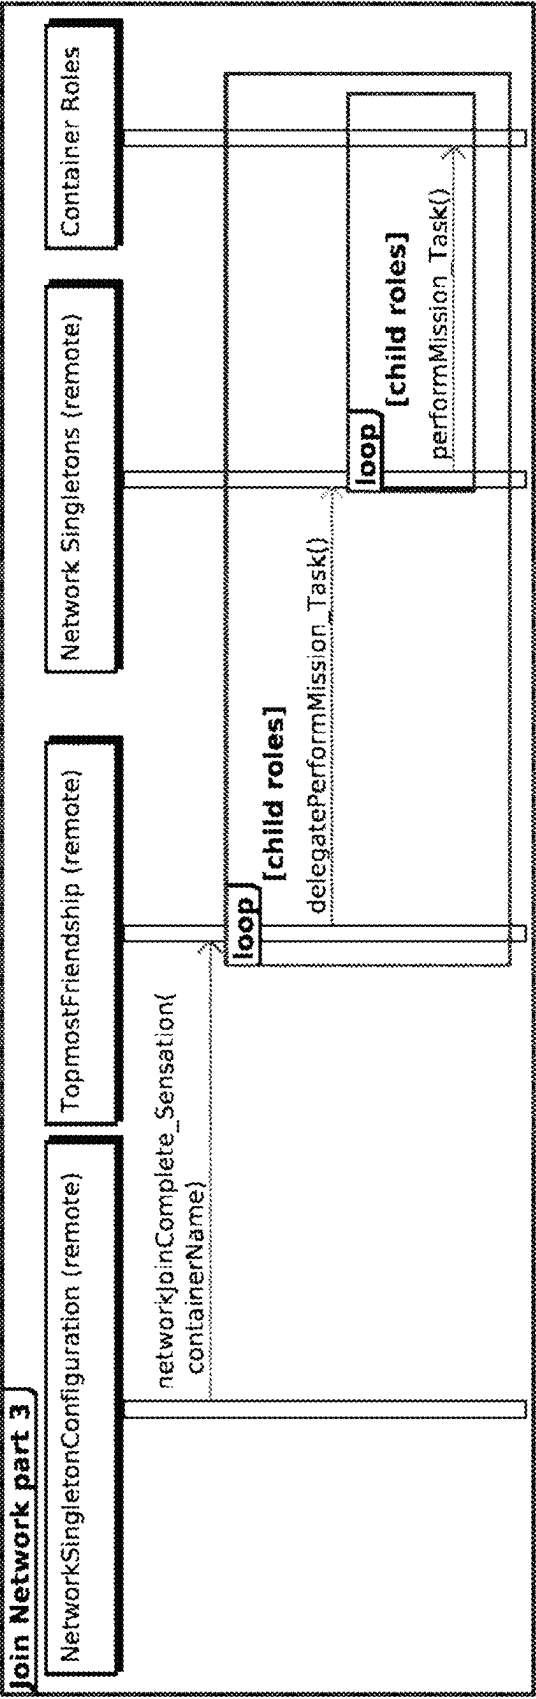 Join Network part 3
NetworkSingletonConfiguration (remote)
TopmostFriendship (remote)
Network Singletons (remote)
Container Roles
networkJoinComplete_Sensation(
containerName)
loop
[child roles]
delegatePerformMission_Task()
loop
[child roles]
performMission_Task()